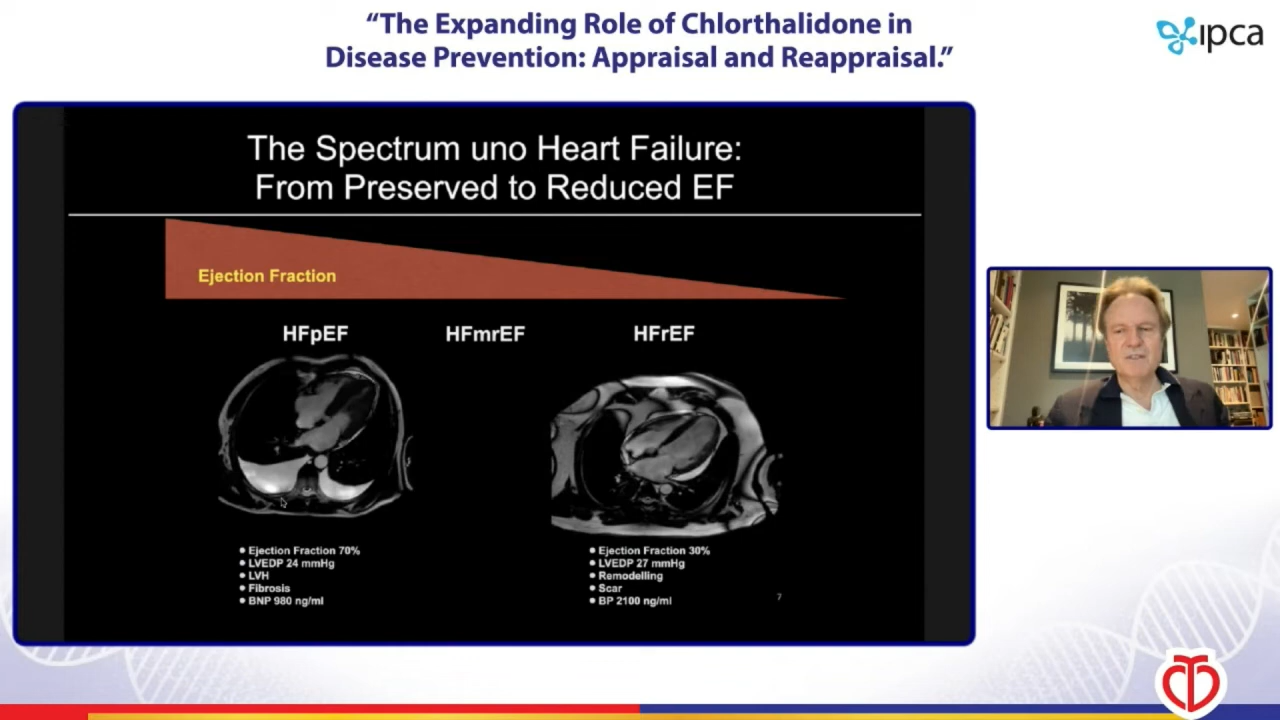 “The Expanding Role of Chlorthalidone in
Disease Prevention: Appraisal and Reappraisal.”
ipca
The Spectrum uno Heart Failure:
From Preserved to Reduced EF
Ejection Fraction
HFpEF HFmrEF HFrEF
● Ejection Fraction 70%
● LVEDP 24 mmHg
● LVH
● Fibrosis
● BNP 980 ng/ml
● Ejection Fraction 30%
● LVEDP 27 mmHg
● Remodelling
● Scar
● BP 2100 ng/ml
7